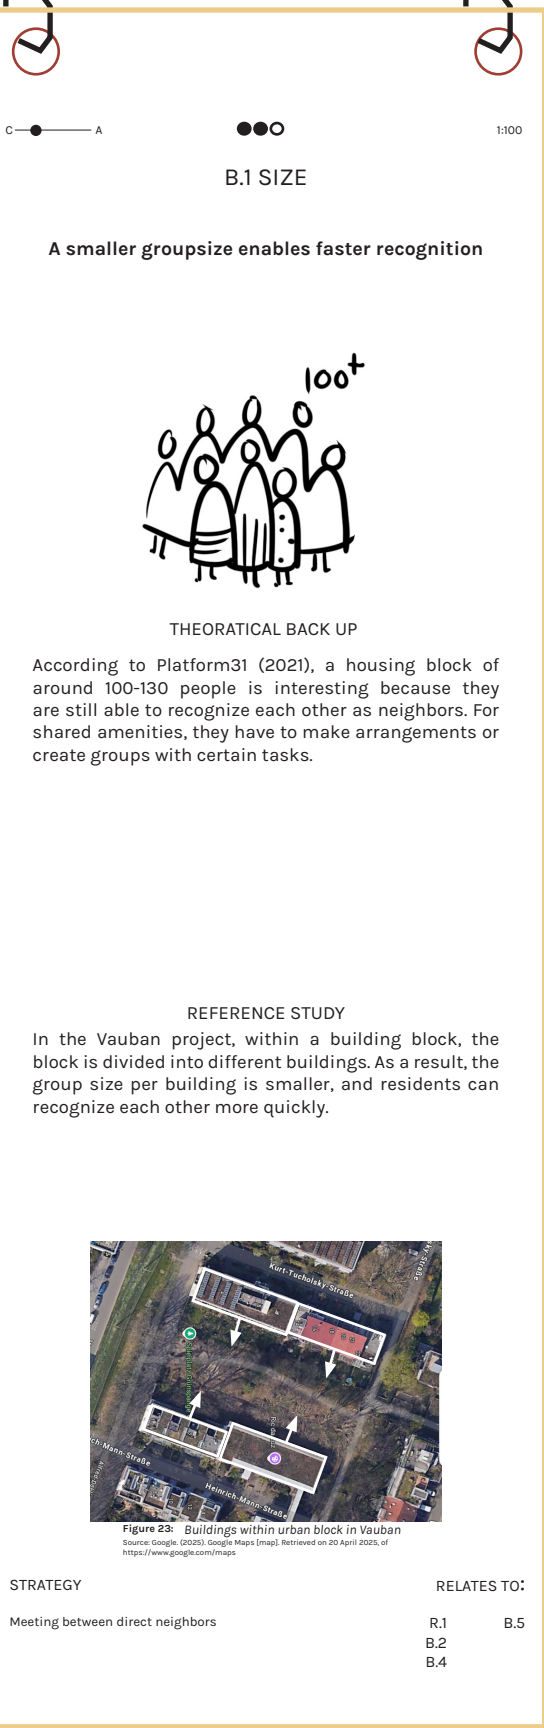 C A 1:100
B.1 SIZE
A smaller groupsize enables faster recognition
100+
THEORATICAL BACK UP
According to Platform31 (2021), a housing block of
around 100-130 people is interesting because they
are still able to recognize each other as neighbors. For
shared amenities, they have to make arrangements or
create groups with certain tasks.
REFERENCE STUDY
In the Vauban project, within a building block, the
block is divided into different buildings. As a result, the
group size per building is smaller, and residents can
recognize each other more quickly.
Kurt-Tucholsky-Straße
sky-Straße
ch-Mann-Straße
Heinrich-Mann-Straße
Figure 23: Buildings within urban block in Vauban
Source: Google. (2025). Google Maps [map]. Retrieved on 20 April 2025, of
https://www.google.com/maps
STRATEGY
RELATES TO:
Meeting between direct neighbors
R.1 B.5
B.2
B.4